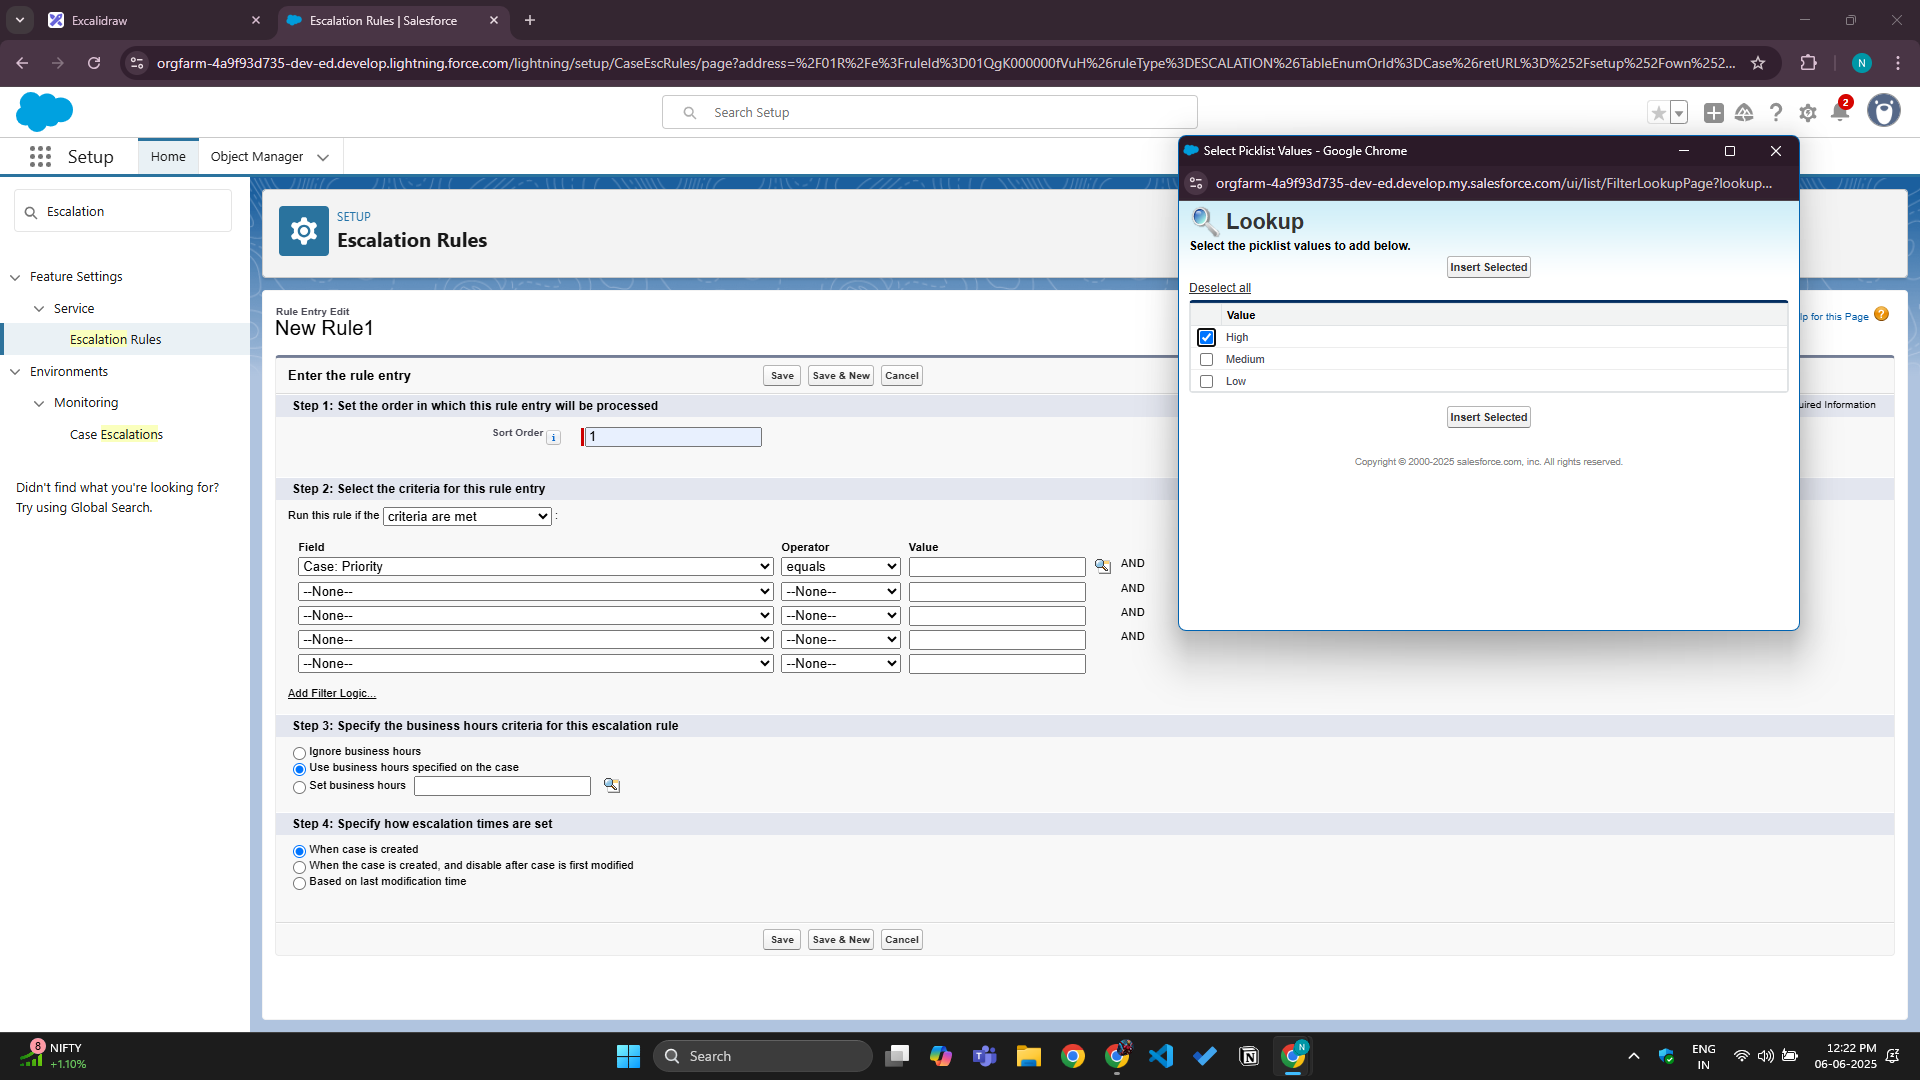 Excalidraw
Escalation Rules | Salesforce
orgfarm-4a9f93d735-dev-ed.develop.lightning.force.com/lightning/setup/CaseEscRules/page?address=%2F01R%2Fe%3FruleId%3D01QgK000000fVuH%26ruleType%3DESCALATION%26TableEnumOrId%3DCase%26retURL%3D%252Fsetup%252Fown%252...
N
Search Setup
2
Setup
Home
Object Manager
Escalation
Feature Settings
Service
Escalation Rules
Environments
Monitoring
Case Escalations
Didn't find what you're looking for?
Try using Global Search.
SETUP
Escalation Rules
Rule Entry Edit
New Rule1
lp for this Page
Enter the rule entry
Save
Save & New
Cancel
Step 1: Set the order in which this rule entry will be processed
uired Information
Sort Order
1
Step 2: Select the criteria for this rule entry
Run this rule if the criteria are met :
Field Operator Value
Case: Priority equals AND
--None-- --None-- AND
--None-- --None-- AND
--None-- --None-- AND
--None-- --None--
Add Filter Logic...
Step 3: Specify the business hours criteria for this escalation rule
Ignore business hours
Use business hours specified on the case
Set business hours
Step 4: Specify how escalation times are set
When case is created
When the case is created, and disable after case is first modified
Based on last modification time
Save
Save & New
Cancel
Select Picklist Values - Google Chrome
orgfarm-4a9f93d735-dev-ed.develop.my.salesforce.com/ui/list/FilterLookupPage?lookup...
Lookup
Select the picklist values to add below.
Insert Selected
Deselect all
Value
High
Medium
Low
Insert Selected
Copyright © 2000-2025 salesforce.com, inc. All rights reserved.
8
NIFTY
+1.10%
Search
N
ENG
IN
12:22 PM
06-06-2025